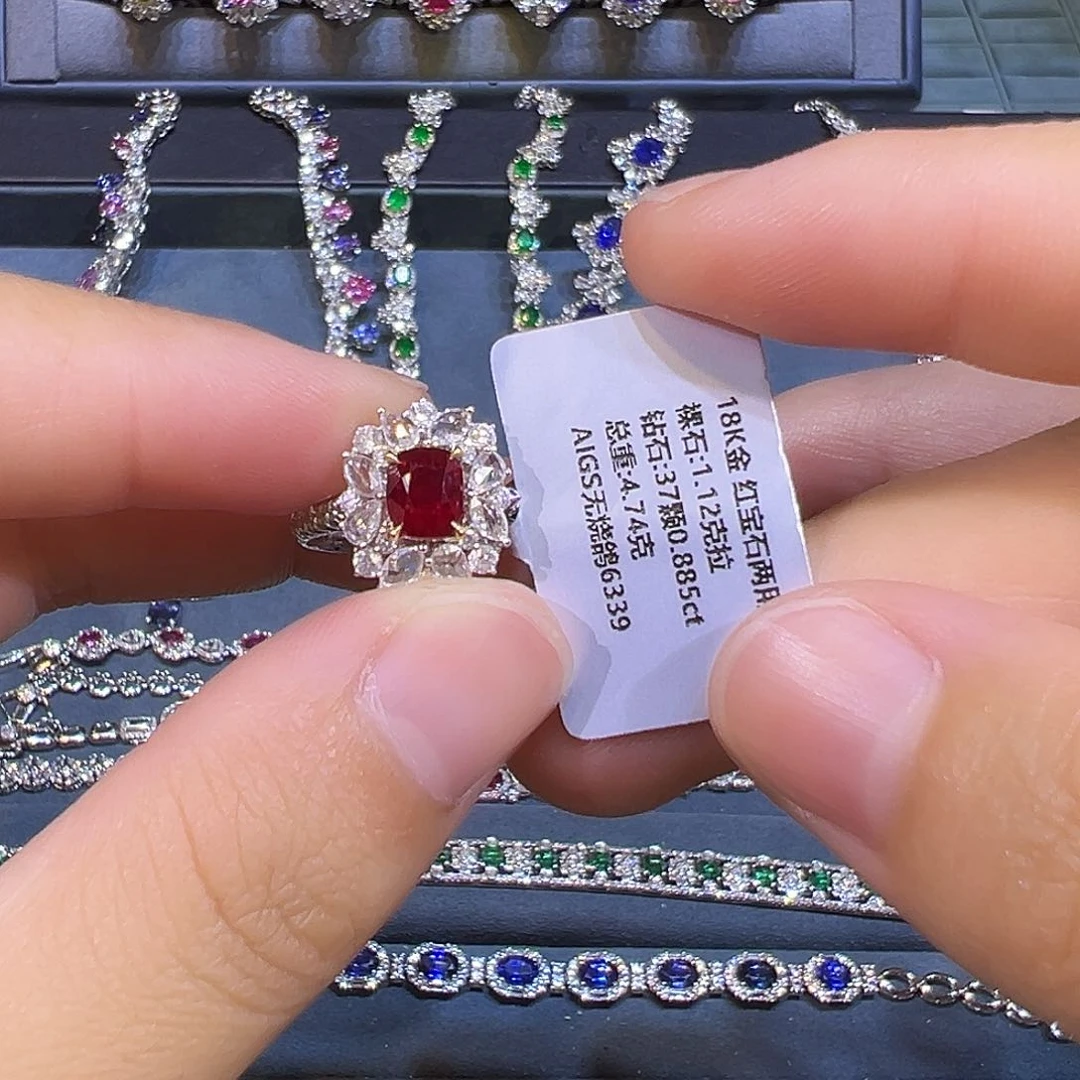 18K金 红宝石两用
裸石:1.12克拉
钻石:37颗0.885ct
总重:4.74克
AIGS无烧鸽6339